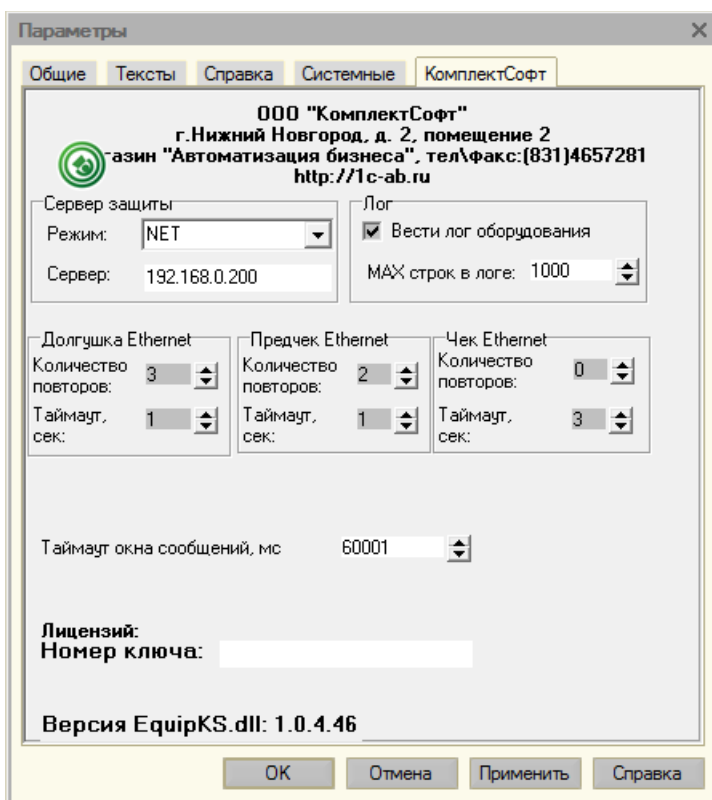 Параметры
Общие Тексты Справка Системные КомплектСофт
ООО "КомплектСофт"
г.Нижний Новгород, д. 2, помещение 2
азин "Автоматизация бизнеса", тел\факс:(831)4657281
http://1c-ab.ru
Сервер защиты
Режим: NET
Сервер: 192.168.0.200
Лог
Вести лог оборудования
MAX строк в логе: 1000
Долгушка Ethernet
Количество
повторов: 3
Таймаут,
сек: 1
Предчек Ethernet
Количество
повторов: 2
Таймаут,
сек: 1
Чек Ethernet
Количество
повторов: 0
Таймаут,
сек: 3
Таймаут окна сообщений, мс 60001
Лицензий:
Номер ключа:
Версия EquipKS.dll: 1.0.4.46
OK Отмена Применить Справка